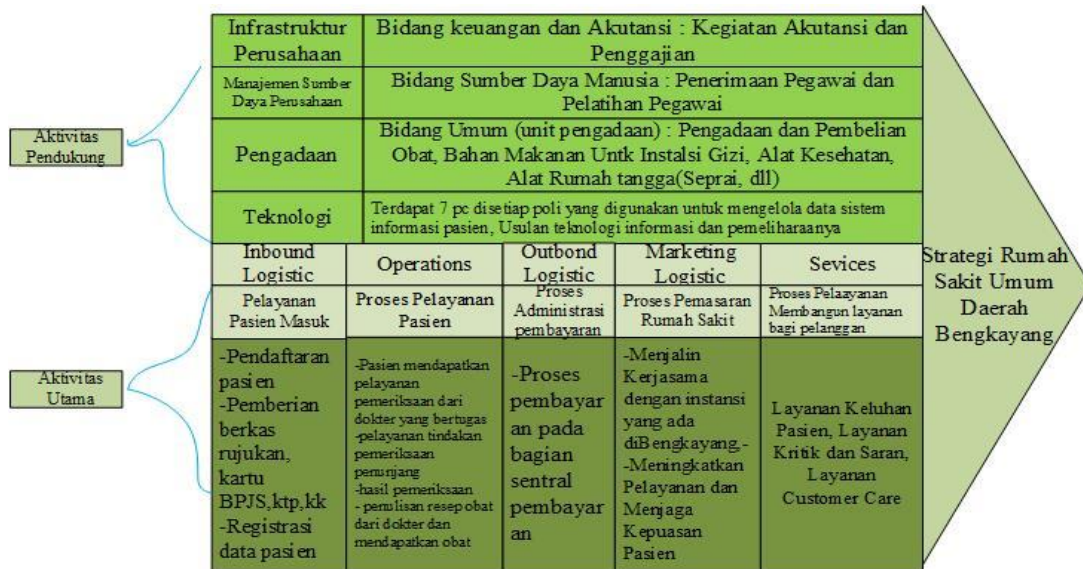 Infrastruktur
Perusahaan
Bidang keuangan dan Akutansi : Kegiatan Akutansi dan
Penggajian
Manajemen Sumber
Daya Perusahaan
Bidang Sumber Daya Manusia : Penerimaan Pegawai dan
Pelatihan Pegawai
Aktivitas
Pendukung
Pengadaan
Bidang Umum (unit pengadaan) : Pengadaan dan Pembelian
Obat, Bahan Makanan Untk Instalsi Gizi, Alat Kesehatan,
Alat Rumah tangga(Seprai, dll)
Teknologi
Terdapat 7 pc disetiap poli yang digunakan untuk mengelola data sistem
informasi pasien, Usulan teknologi informasi dan pemeliharaanya
Inbound
Logistic
Operations
Outbond
Logistic
Marketing
Logistic
Sevices
Pelayanan
Pasien Masuk
Proses Pelayanan
Pasien
Proses
Administrasi
pembayaran
Proses Pemasaran
Rumah Sakit
Proses Pelaayanan
Membangun layanan
bagi pelanggan
Aktivitas
Utama
-Pendaftaran
pasien
-Pemberian
berkas
rujukan,
kartu
BPJS,ktp,kk
-Registrasi
data pasien
-Pasien mendapatkan
pelayanan
pemeriksaan dari
dokter yang bertugas
-pelayanan tindakan
pemeriksaan
penunjang
-hasil pemeriksaan
- penulisan resep obat
dari dokter dan
mendapatkan obat
-Proses
pembayar
an pada
bagian
sentral
pembayar
an
-Menjalin
Kerjasama
dengan instansi
yang ada
diBengkayang,-
-Meningkatkan
Pelayanan dan
Menjaga
Kepuasan
Pasien
Layanan Keluhan
Pasien, Layanan
Kritik dan Saran,
Layanan
Customer Care
Strategi Rumah
Sakit Umum
Daerah
Bengkayang